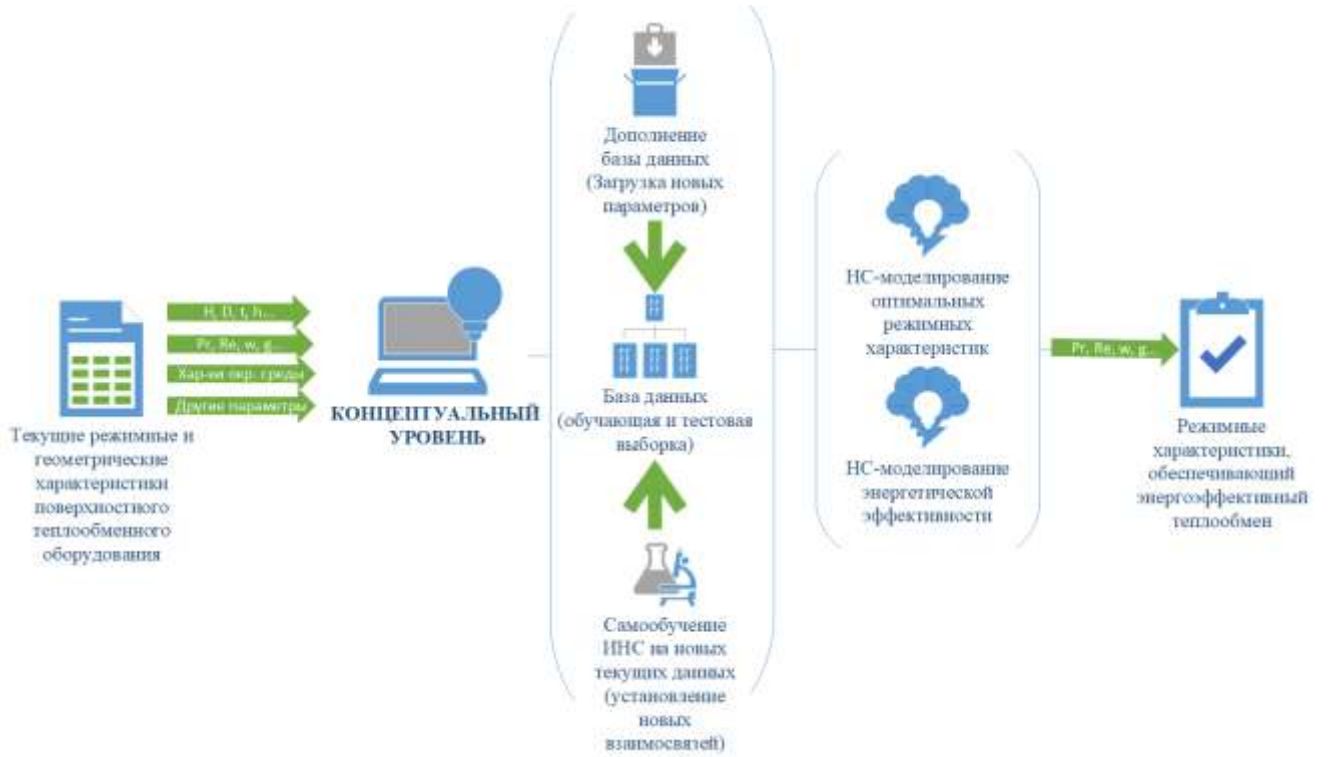 Текущие режимные и
геометрические
характеристики
поверхностного
теплообменного
оборудования
H, D, t, h...
Pr, Re, w, g...
Хар-ки окр. среды
Другие параметры
КОНЦЕПТУАЛЬНЫЙ
УРОВЕНЬ
Дополнение
базы данных
(Загрузка новых
параметров)
База данных
(обучающая и тестовая
выборка)
Самообучение
ИНС на новых
текущих данных
(установление
новых
взаимосвязей)
НС-моделирование
оптимальных
режимных
характеристик
НС-моделирование
энергетической
эффективности
Pr, Re, w, g...
Режимные
характеристики,
обеспечивающий
энергоэффективный
теплообмен